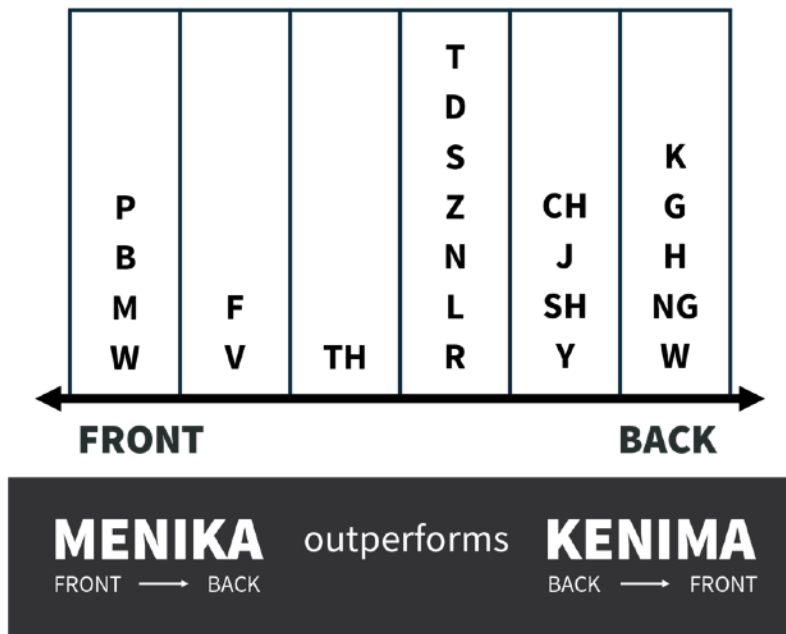 T
D
S K
P Z CH G
B N J H
M F L SH NG
W V TH R Y W
FRONT BACK
MENIKA outperforms KENIMA
FRONT BACK BACK FRONT